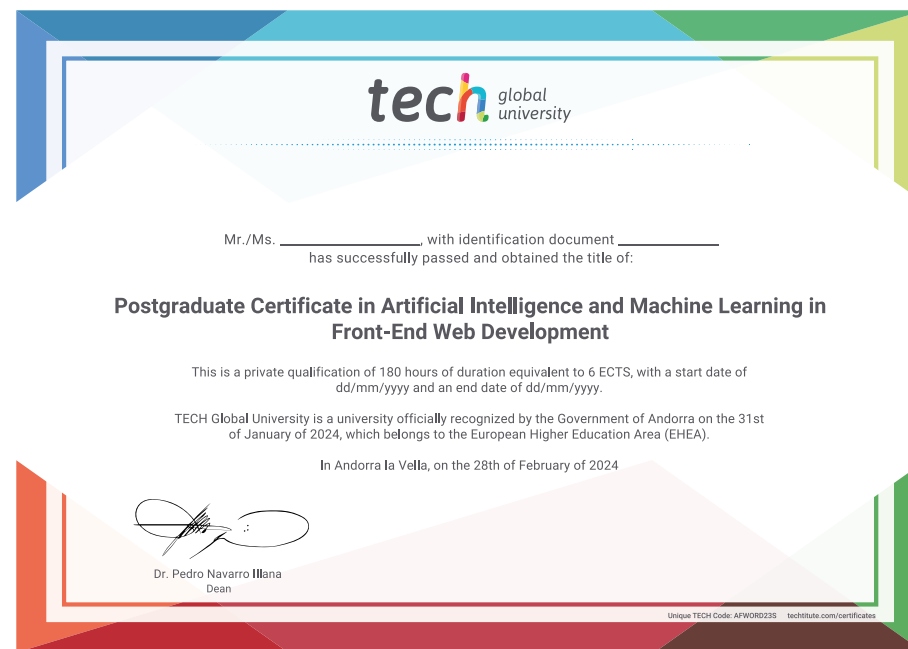 tech global
university
Mr./Ms. ____________________, with identification document ______________
has successfully passed and obtained the title of:
Postgraduate Certificate in Artificial Intelligence and Machine Learning in
Front-End Web Development
This is a private qualification of 180 hours of duration equivalent to 6 ECTS, with a start date of
dd/mm/yyyy and an end date of dd/mm/yyyy.
TECH Global University is a university officially recognized by the Government of Andorra on the 31st
of January of 2024, which belongs to the European Higher Education Area (EHEA).
In Andorra la Vella, on the 28th of February of 2024
Dr. Pedro Navarro Illana
Dean
Unique TECH Code: AFWORD23S techtitute.com/certificates